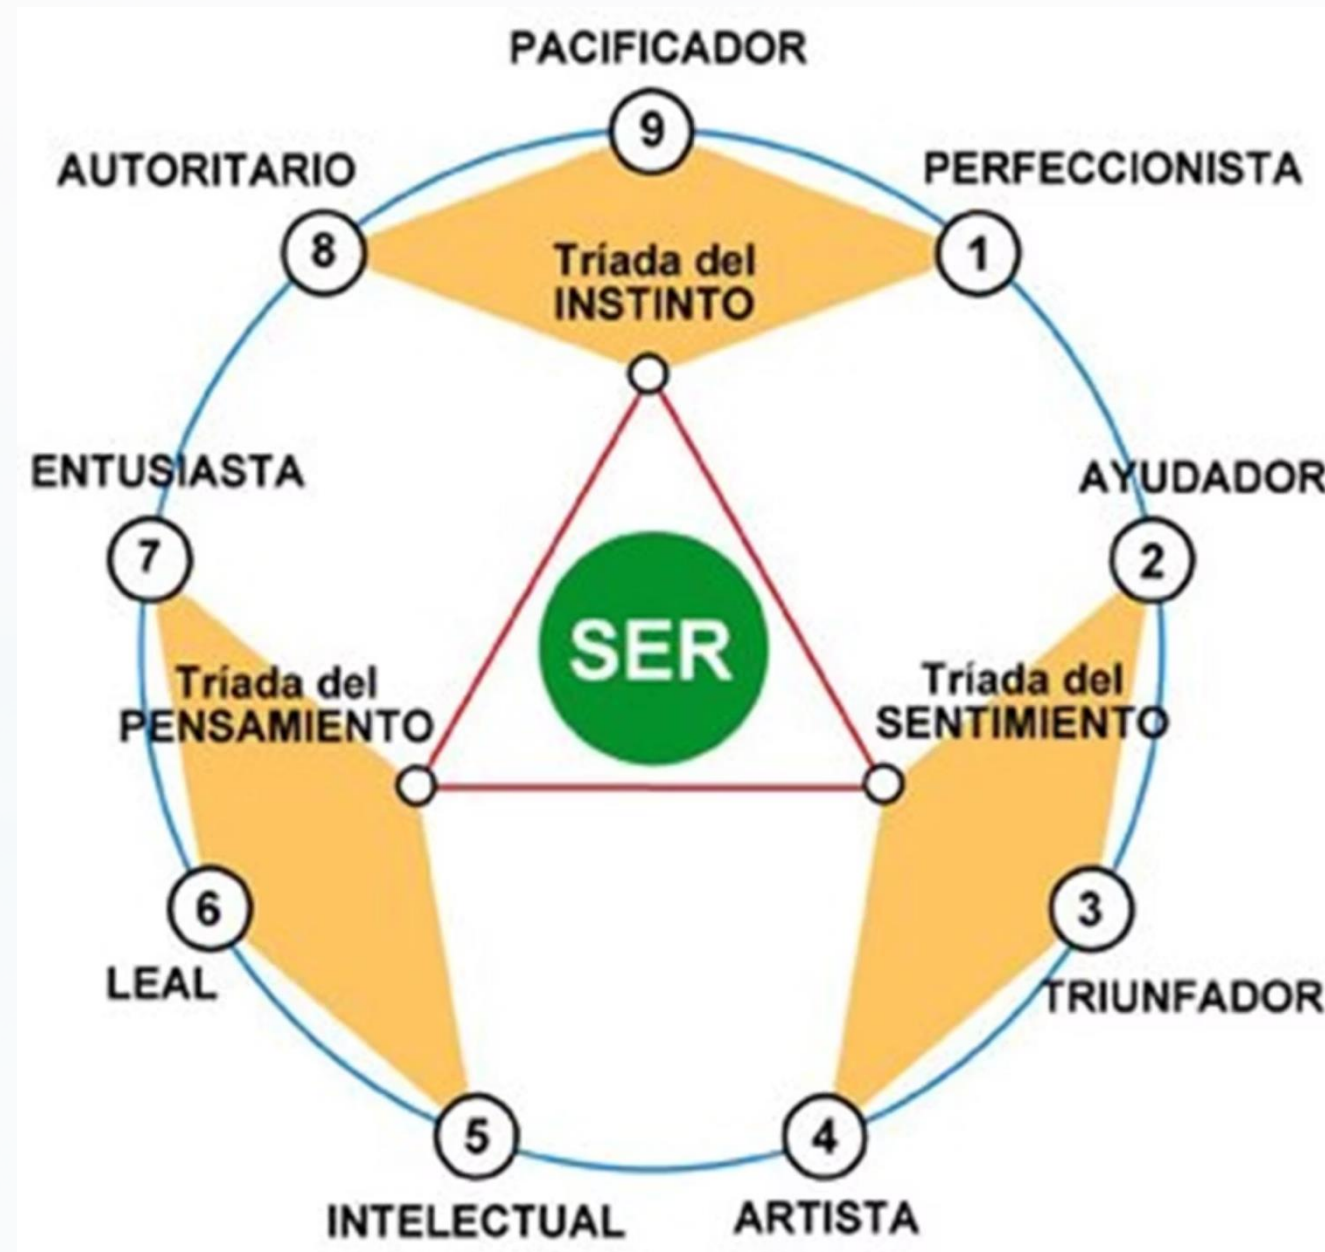 PACIFICADOR
9
AUTORITARIO
PERFECCIONISTA
8
1
Tríada del
INSTINTO
ENTUSIASTA
AYUDADOR
7
2
SER
Tríada del
PENSAMIENTO
Tríada del
SENTIMIENTO
6
3
LEAL
TRIUNFADOR
5
4
INTELECTUAL
ARTISTA